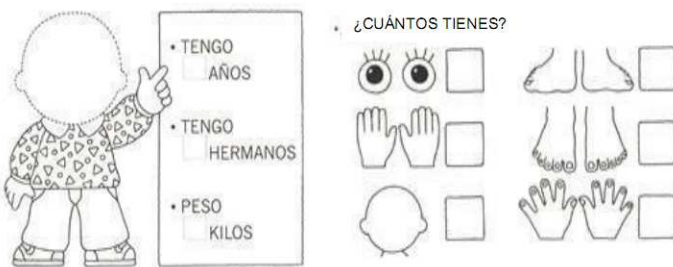 • TENGO
AÑOS
• TENGO
HERMANOS
• PESO
KILOS
• ¿CUÁNTOS TIENES?